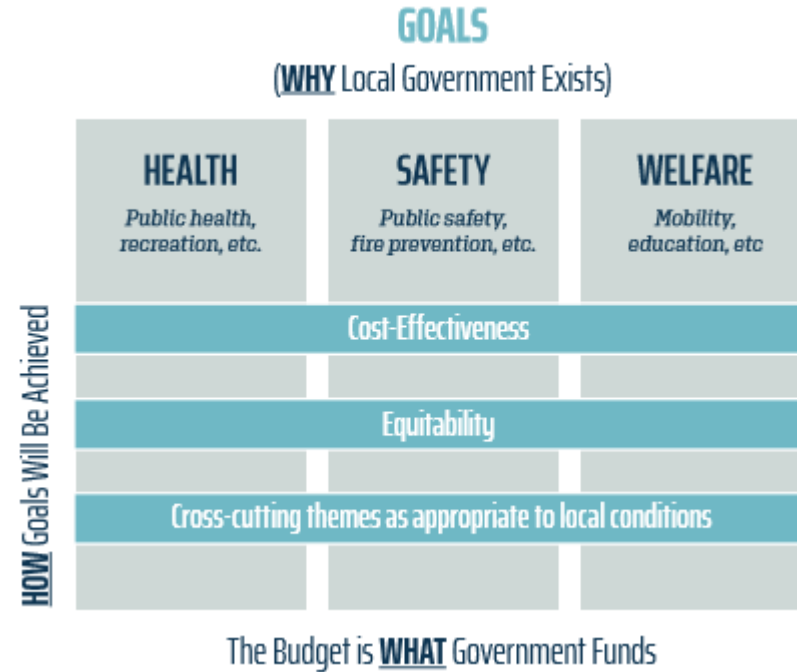 GOALS
(WHY Local Government Exists)
HEALTH
Public health,
recreation, etc.
SAFETY
Public safety,
fire prevention, etc.
WELFARE
Mobility,
education, etc
HOW Goals Will Be Achieved
Cost-Effectiveness
Equitability
Cross-cutting themes as appropriate to local conditions
The Budget is WHAT Government Funds